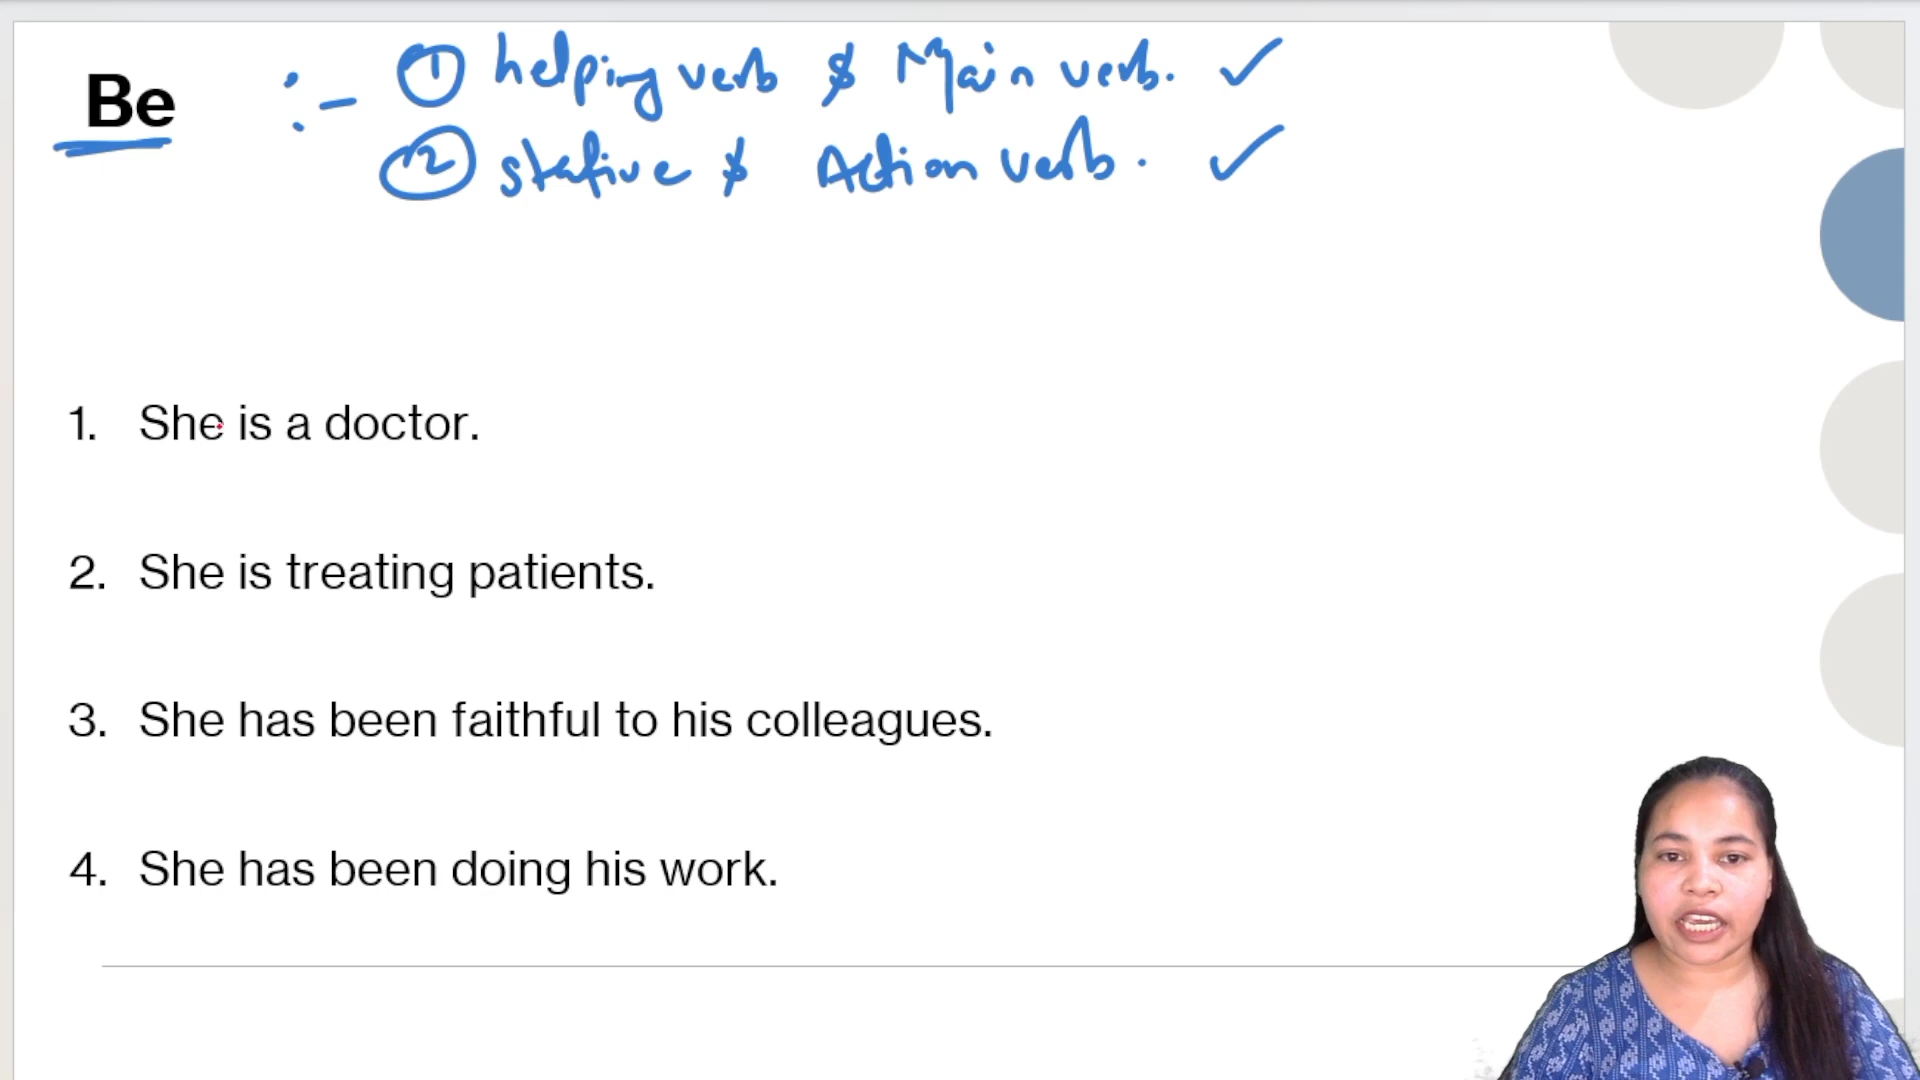 Be :- ① helping verb & Main verb. ✓
② stative & Action verb. ✓
1. She is a doctor.
2. She is treating patients.
3. She has been faithful to his colleagues.
4. She has been doing his work.